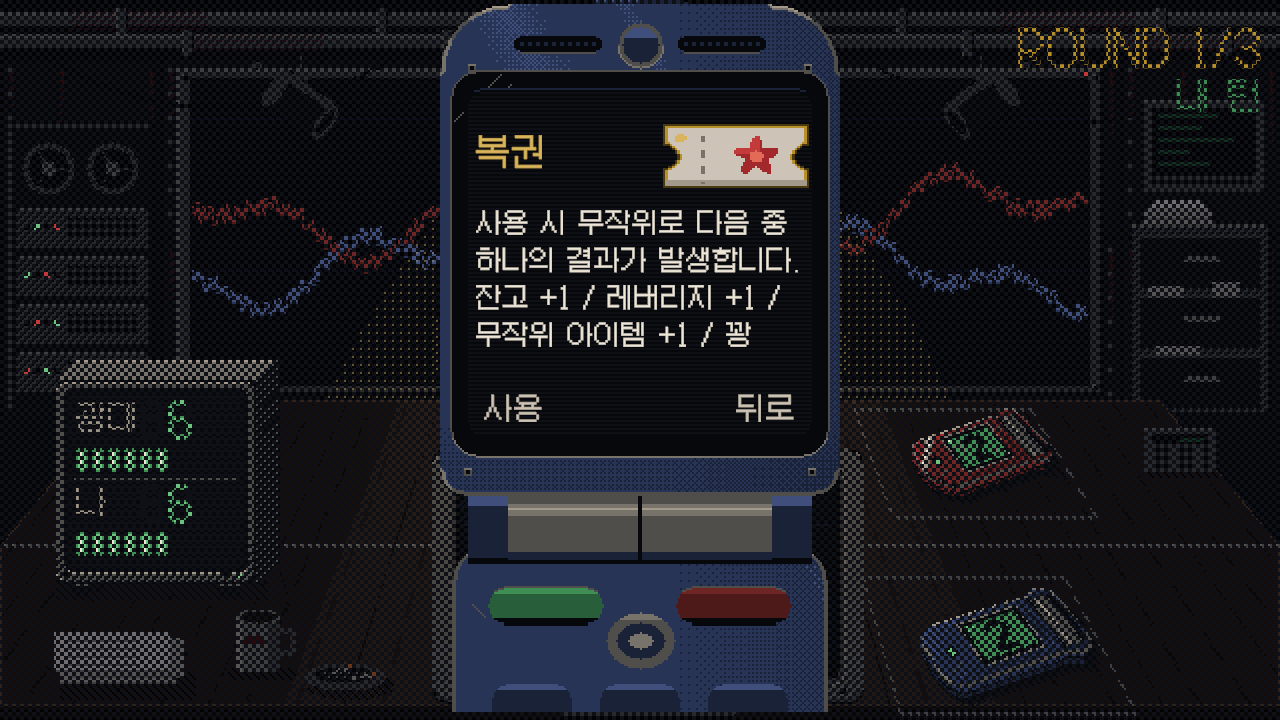 ROUND 1/3
내 턴
복권
사용 시 무작위로 다음 중
하나의 결과가 발생합니다.
잔고 +1 / 레버리지 +1 /
무작위 아이템 +1 / 꽝
사용
뒤로
6
나 6
2